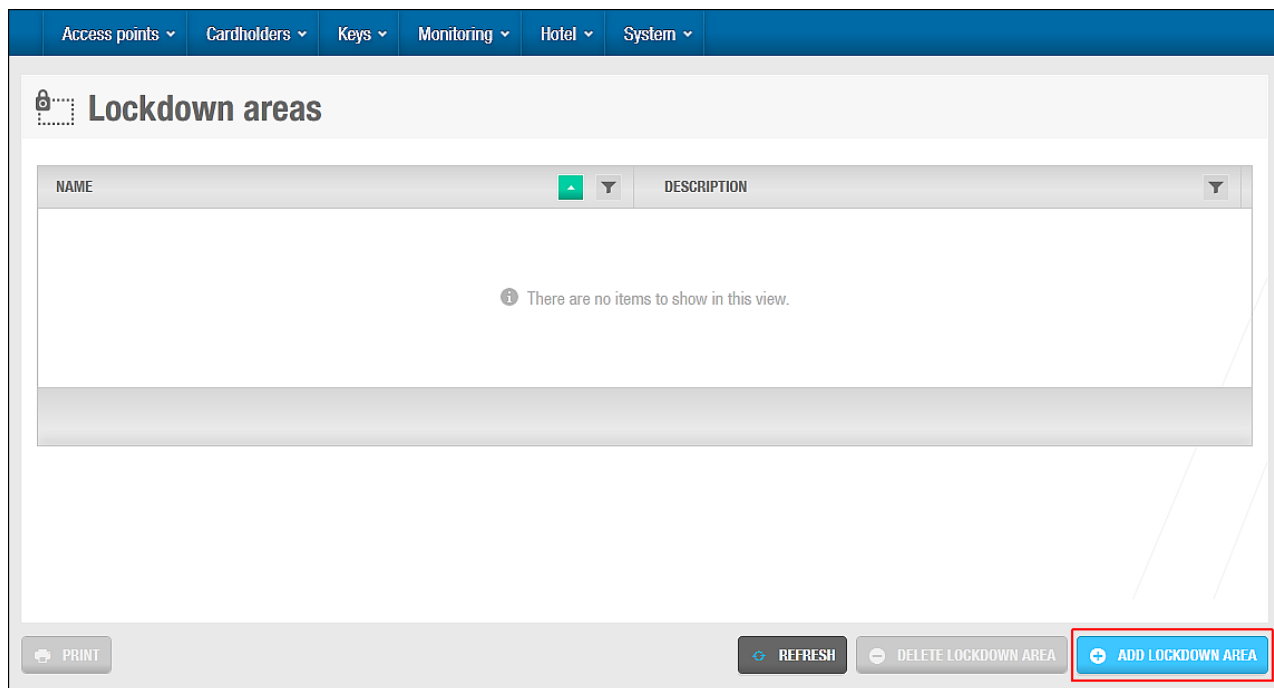 Access points Cardholders Keys Monitoring Hotel System
Lockdown areas
NAME DESCRIPTION
There are no items to show in this view.
PRINT REFRESH DELETE LOCKDOWN AREA ADD LOCKDOWN AREA